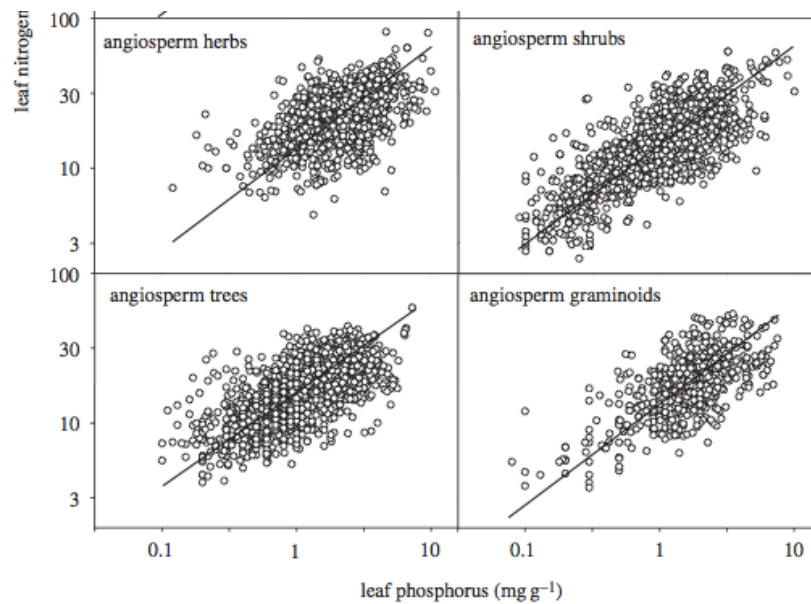 100
30
10
3
leaf nitrogen
angiosperm herbs
angiosperm shrubs
100
30
10
3
angiosperm trees
angiosperm graminoids
0.1 1 10 0.1 1 10
leaf phosphorus (mg g⁻¹)